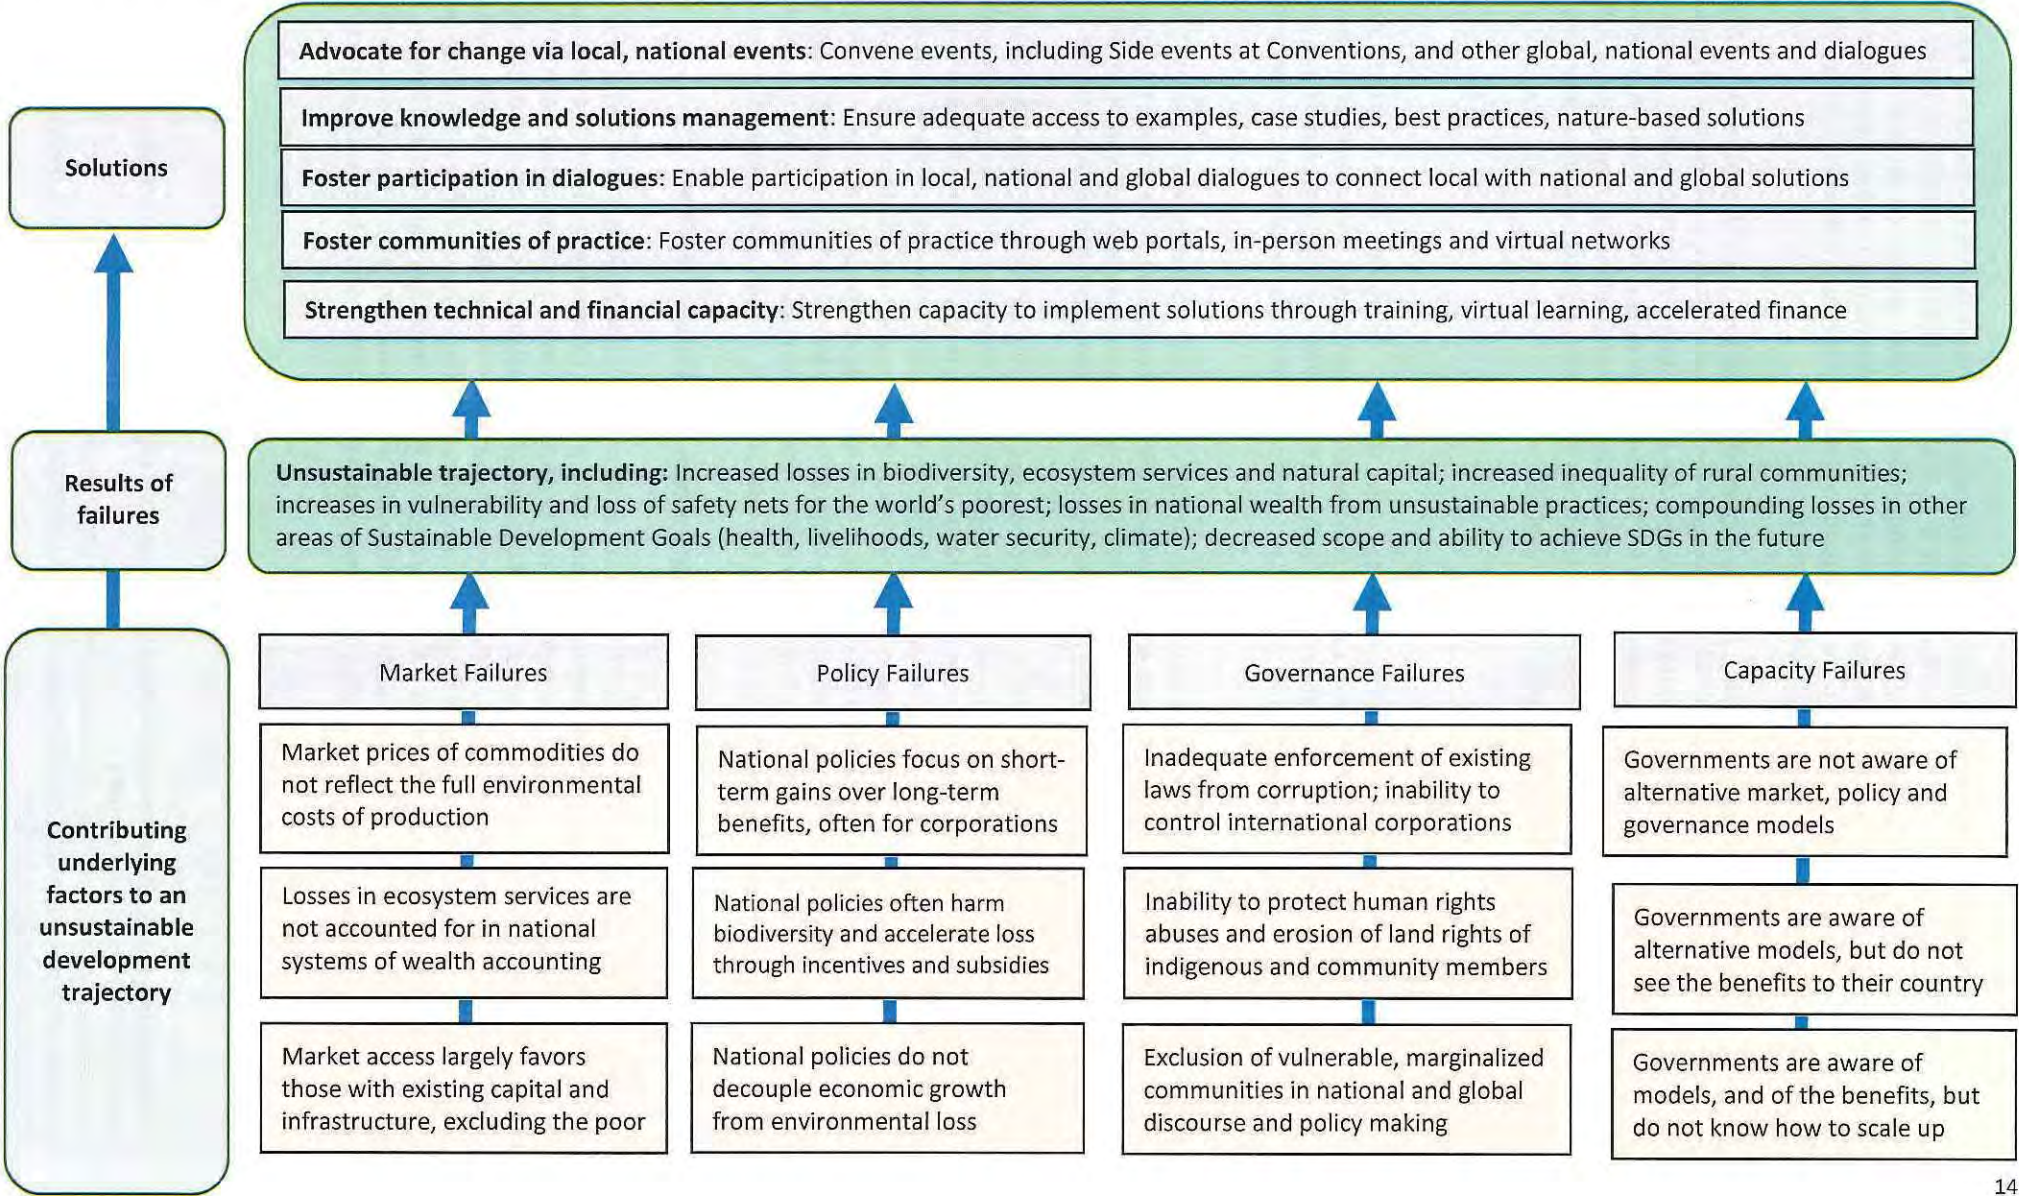 Advocate for change via local, national events: Convene events, including Side events at Conventions, and other global, national events and dialogues
Improve knowledge and solutions management: Ensure adequate access to examples, case studies, best practices, nature-based solutions
Solutions
Foster participation in dialogues: Enable participation in local, national and global dialogues to connect local with national and global solutions
Foster communities of practice: Foster communities of practice through web portals, in-person meetings and virtual networks
Strengthen technical and financial capacity: Strengthen capacity to implement solutions through training, virtual learning, accelerated finance
Results of
failures
Unsustainable trajectory, including: Increased losses in biodiversity, ecosystem services and natural capital; increased inequality of rural communities;
increases in vulnerability and loss of safety nets for the world's poorest; losses in national wealth from unsustainable practices; compounding losses in other
areas of Sustainable Development Goals (health, livelihoods, water security, climate); decreased scope and ability to achieve SDGs in the future
Contributing
underlying
factors to an
unsustainable
development
trajectory
Market Failures
Market prices of commodities do
not reflect the full environmental
costs of production
Losses in ecosystem services are
not accounted for in national
systems of wealth accounting
Market access largely favors
those with existing capital and
infrastructure, excluding the poor
Policy Failures
National policies focus on short-
term gains over long-term
benefits, often for corporations
National policies often harm
biodiversity and accelerate loss
through incentives and subsidies
National policies do not
decouple economic growth
from environmental loss
Governance Failures
Inadequate enforcement of existing
laws from corruption; inability to
control international corporations
Inability to protect human rights
abuses and erosion of land rights of
indigenous and community members
Exclusion of vulnerable, marginalized
communities in national and global
discourse and policy making
Capacity Failures
Governments are not aware of
alternative market, policy and
governance models
Governments are aware of
alternative models, but do not
see the benefits to their country
Governments are aware of
models, and of the benefits, but
do not know how to scale up
14